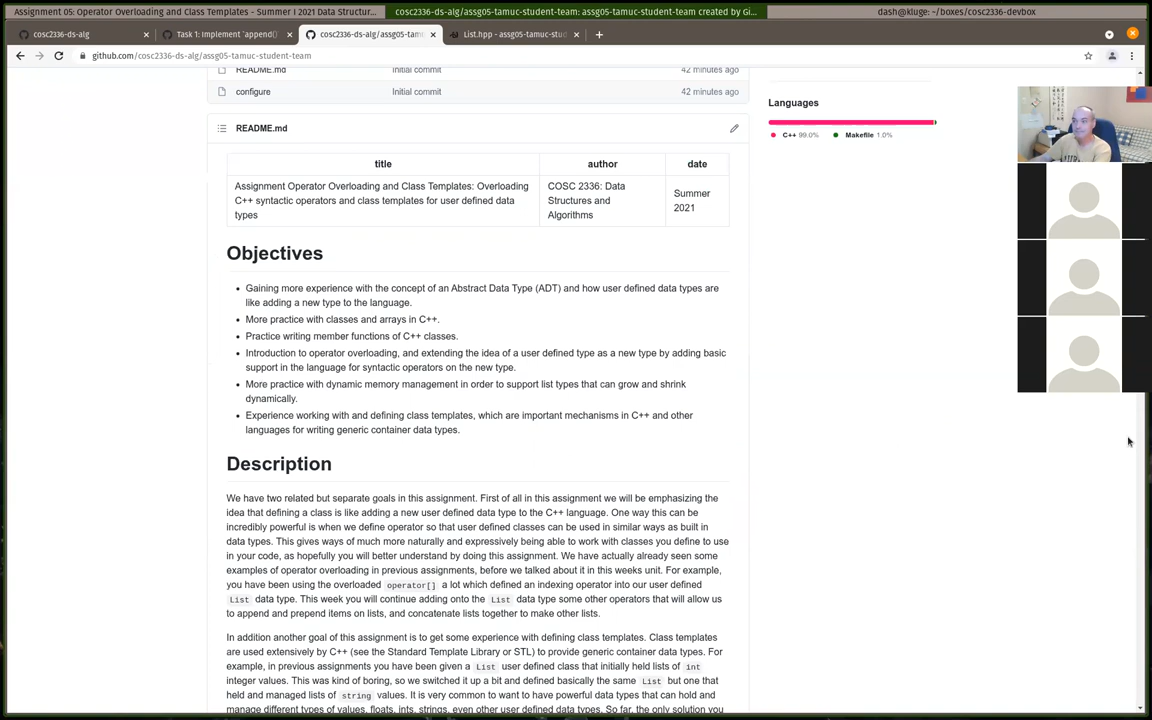 Assignment 05: Operator Overloading and Class Templates - Summer I 2021 Data Structur...
cosc2336-ds-alg/assg05-tamuc-student-team: assg05-tamuc-student-team created by Gi...
dash@kluge: ~/boxes/cosc2336-devbox
cosc2336-ds-alg
Task 1: Implement `append()`
cosc2336-ds-alg/assg05-tamu
List.hpp - assg05-tamuc-stud
github.com/cosc2336-ds-alg/assg05-tamuc-student-team
README.md
Initial commit
42 minutes ago
configure
Initial commit
42 minutes ago
Languages
C++ 99.0%
Makefile 1.0%
README.md
title
author
date
Assignment Operator Overloading and Class Templates: Overloading
C++ syntactic operators and class templates for user defined data
types
COSC 2336: Data
Structures and
Algorithms
Summer
2021
Objectives
• Gaining more experience with the concept of an Abstract Data Type (ADT) and how user defined data types are
like adding a new type to the language.
• More practice with classes and arrays in C++.
• Practice writing member functions of C++ classes.
• Introduction to operator overloading, and extending the idea of a user defined type as a new type by adding basic
support in the language for syntactic operators on the new type.
• More practice with dynamic memory management in order to support list types that can grow and shrink
dynamically.
• Experience working with and defining class templates, which are important mechanisms in C++ and other
languages for writing generic container data types.
Description
We have two related but separate goals in this assignment. First of all in this assignment we will be emphasizing the
idea that defining a class is like adding a new user defined data type to the C++ language. One way this can be
incredibly powerful is when we define operator so that user defined classes can be used in similar ways as built in
data types. This gives ways of much more naturally and expressively being able to work with classes you define to use
in your code, as hopefully you will better understand by doing this assignment. We have actually already seen some
examples of operator overloading in previous assignments, before we talked about it in this weeks unit. For example,
you have been using the overloaded operator[] a lot which defined an indexing operator into our user defined
List data type. This week you will continue adding onto the List data type some other operators that will allow us
to append and prepend items on lists, and concatenate lists together to make other lists.
In addition another goal of this assignment is to get some experience with defining class templates. Class templates
are used extensively by C++ (see the Standard Template Library or STL) to provide generic container data types. For
example, in previous assignments you have been given a List user defined class that initially held lists of int
integer values. This was kind of boring, so we switched it up a bit and defined basically the same List but one that
held and managed lists of string values. It is very common to want to have powerful data types that can hold and
manage different types of values, floats, ints, strings, even other user defined data types. So far, the only solution you